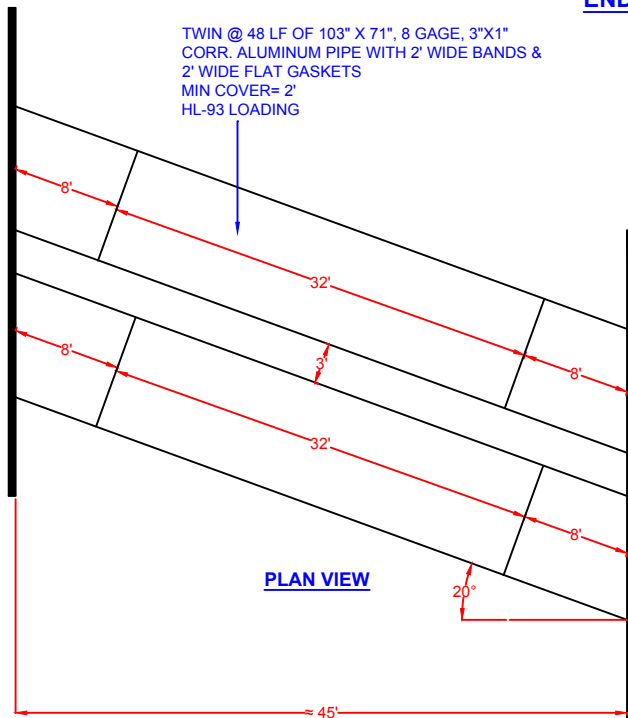 END
TWIN @ 48 LF OF 103" X 71", 8 GAGE, 3"X1"
CORR. ALUMINUM PIPE WITH 2' WIDE BANDS &
2' WIDE FLAT GASKETS
MIN COVER= 2'
HL-93 LOADING
8'
32'
8'
3'
8'
32'
8'
PLAN VIEW
20°
≈ 45'